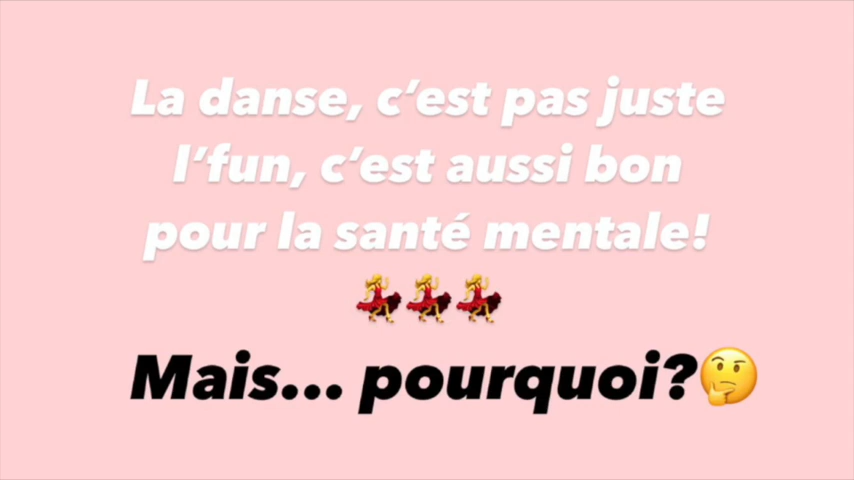 La danse, c’est pas juste
l’fun, c’est aussi bon
pour la santé mentale!
💃💃💃
Mais... pourquoi?🤔